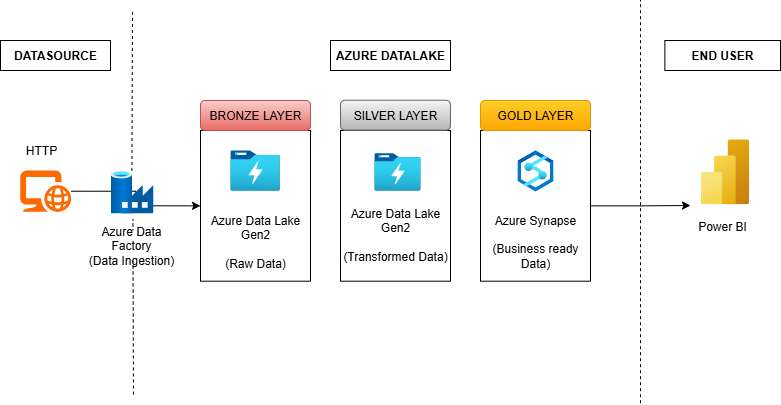 DATASOURCE
AZURE DATALAKE
END USER
BRONZE LAYER
SILVER LAYER
GOLD LAYER
HTTP
Azure Data
Factory
(Data Ingestion)
Azure Data Lake
Gen2
(Raw Data)
Azure Data Lake
Gen2
(Transformed Data)
Azure Synapse
(Business ready
Data)
Power BI